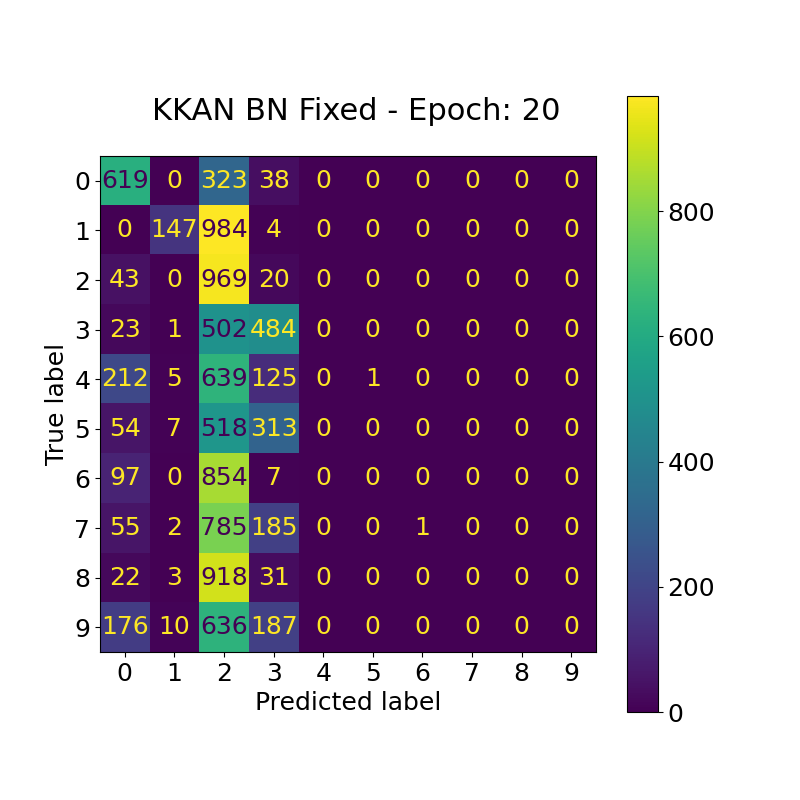 KKAN BN Fixed - Epoch: 20
0 619 0 323 38 0 0 0 0 0 0
1 0 147 984 4 0 0 0 0 0 0
2 43 0 969 20 0 0 0 0 0 0
3 23 1 502 484 0 0 0 0 0 0
4 212 5 639 125 0 1 0 0 0 0
5 54 7 518 313 0 0 0 0 0 0
6 97 0 854 7 0 0 0 0 0 0
7 55 2 785 185 0 0 1 0 0 0
8 22 3 918 31 0 0 0 0 0 0
9 176 10 636 187 0 0 0 0 0 0
0 1 2 3 4 5 6 7 8 9
Predicted label
True label
800
600
400
200
0